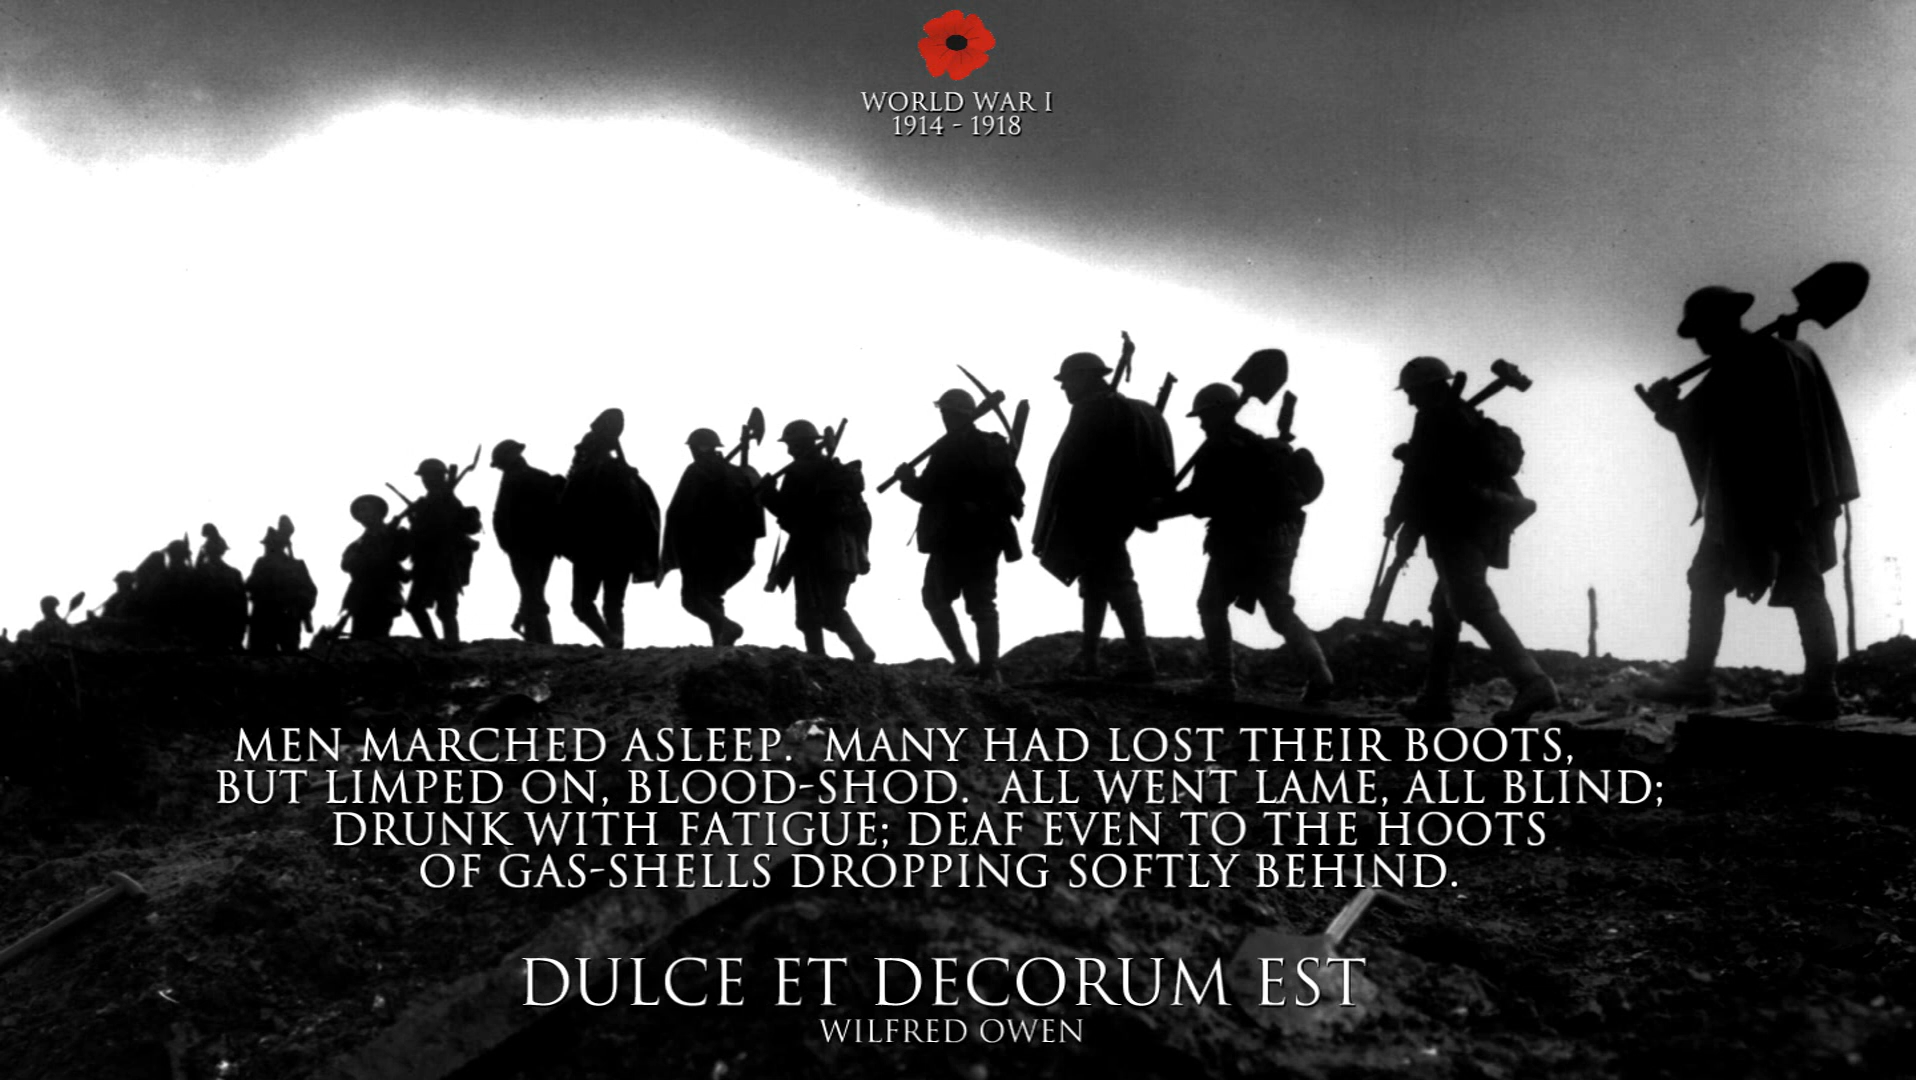 WORLD WAR I
1914 - 1918
MEN MARCHED ASLEEP. MANY HAD LOST THEIR BOOTS,
BUT LIMPED ON, BLOOD-SHOD. ALL WENT LAME, ALL BLIND;
DRUNK WITH FATIGUE; DEAF EVEN TO THE HOOTS
OF GAS-SHELLS DROPPING SOFTLY BEHIND.
DULCE ET DECORUM EST
WILFRED OWEN